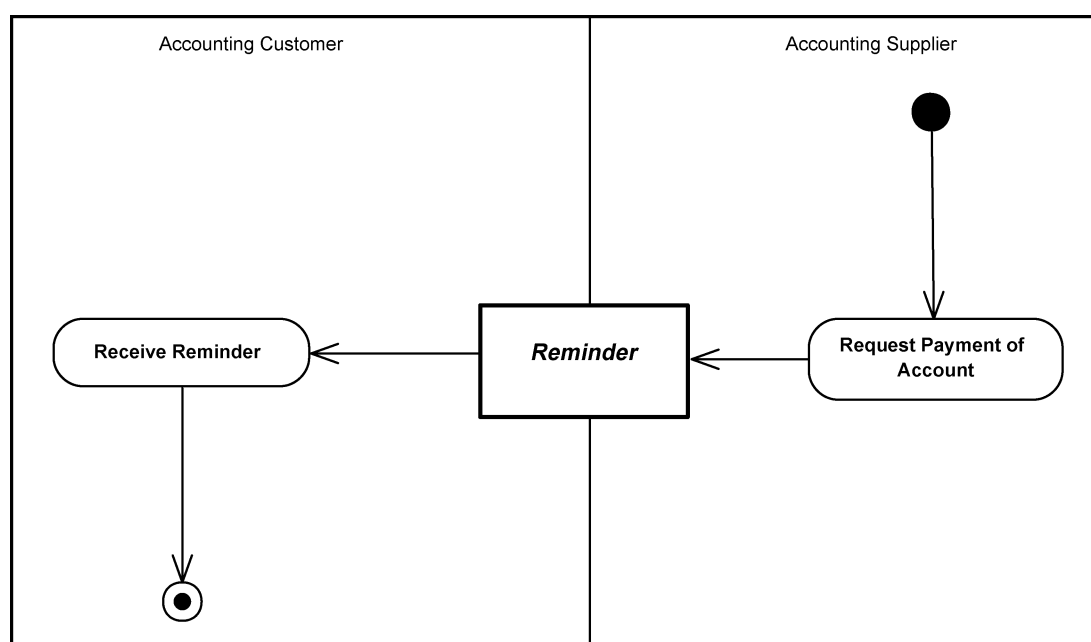 Accounting Customer
Accounting Supplier
Receive Reminder
Reminder
Request Payment of
Account